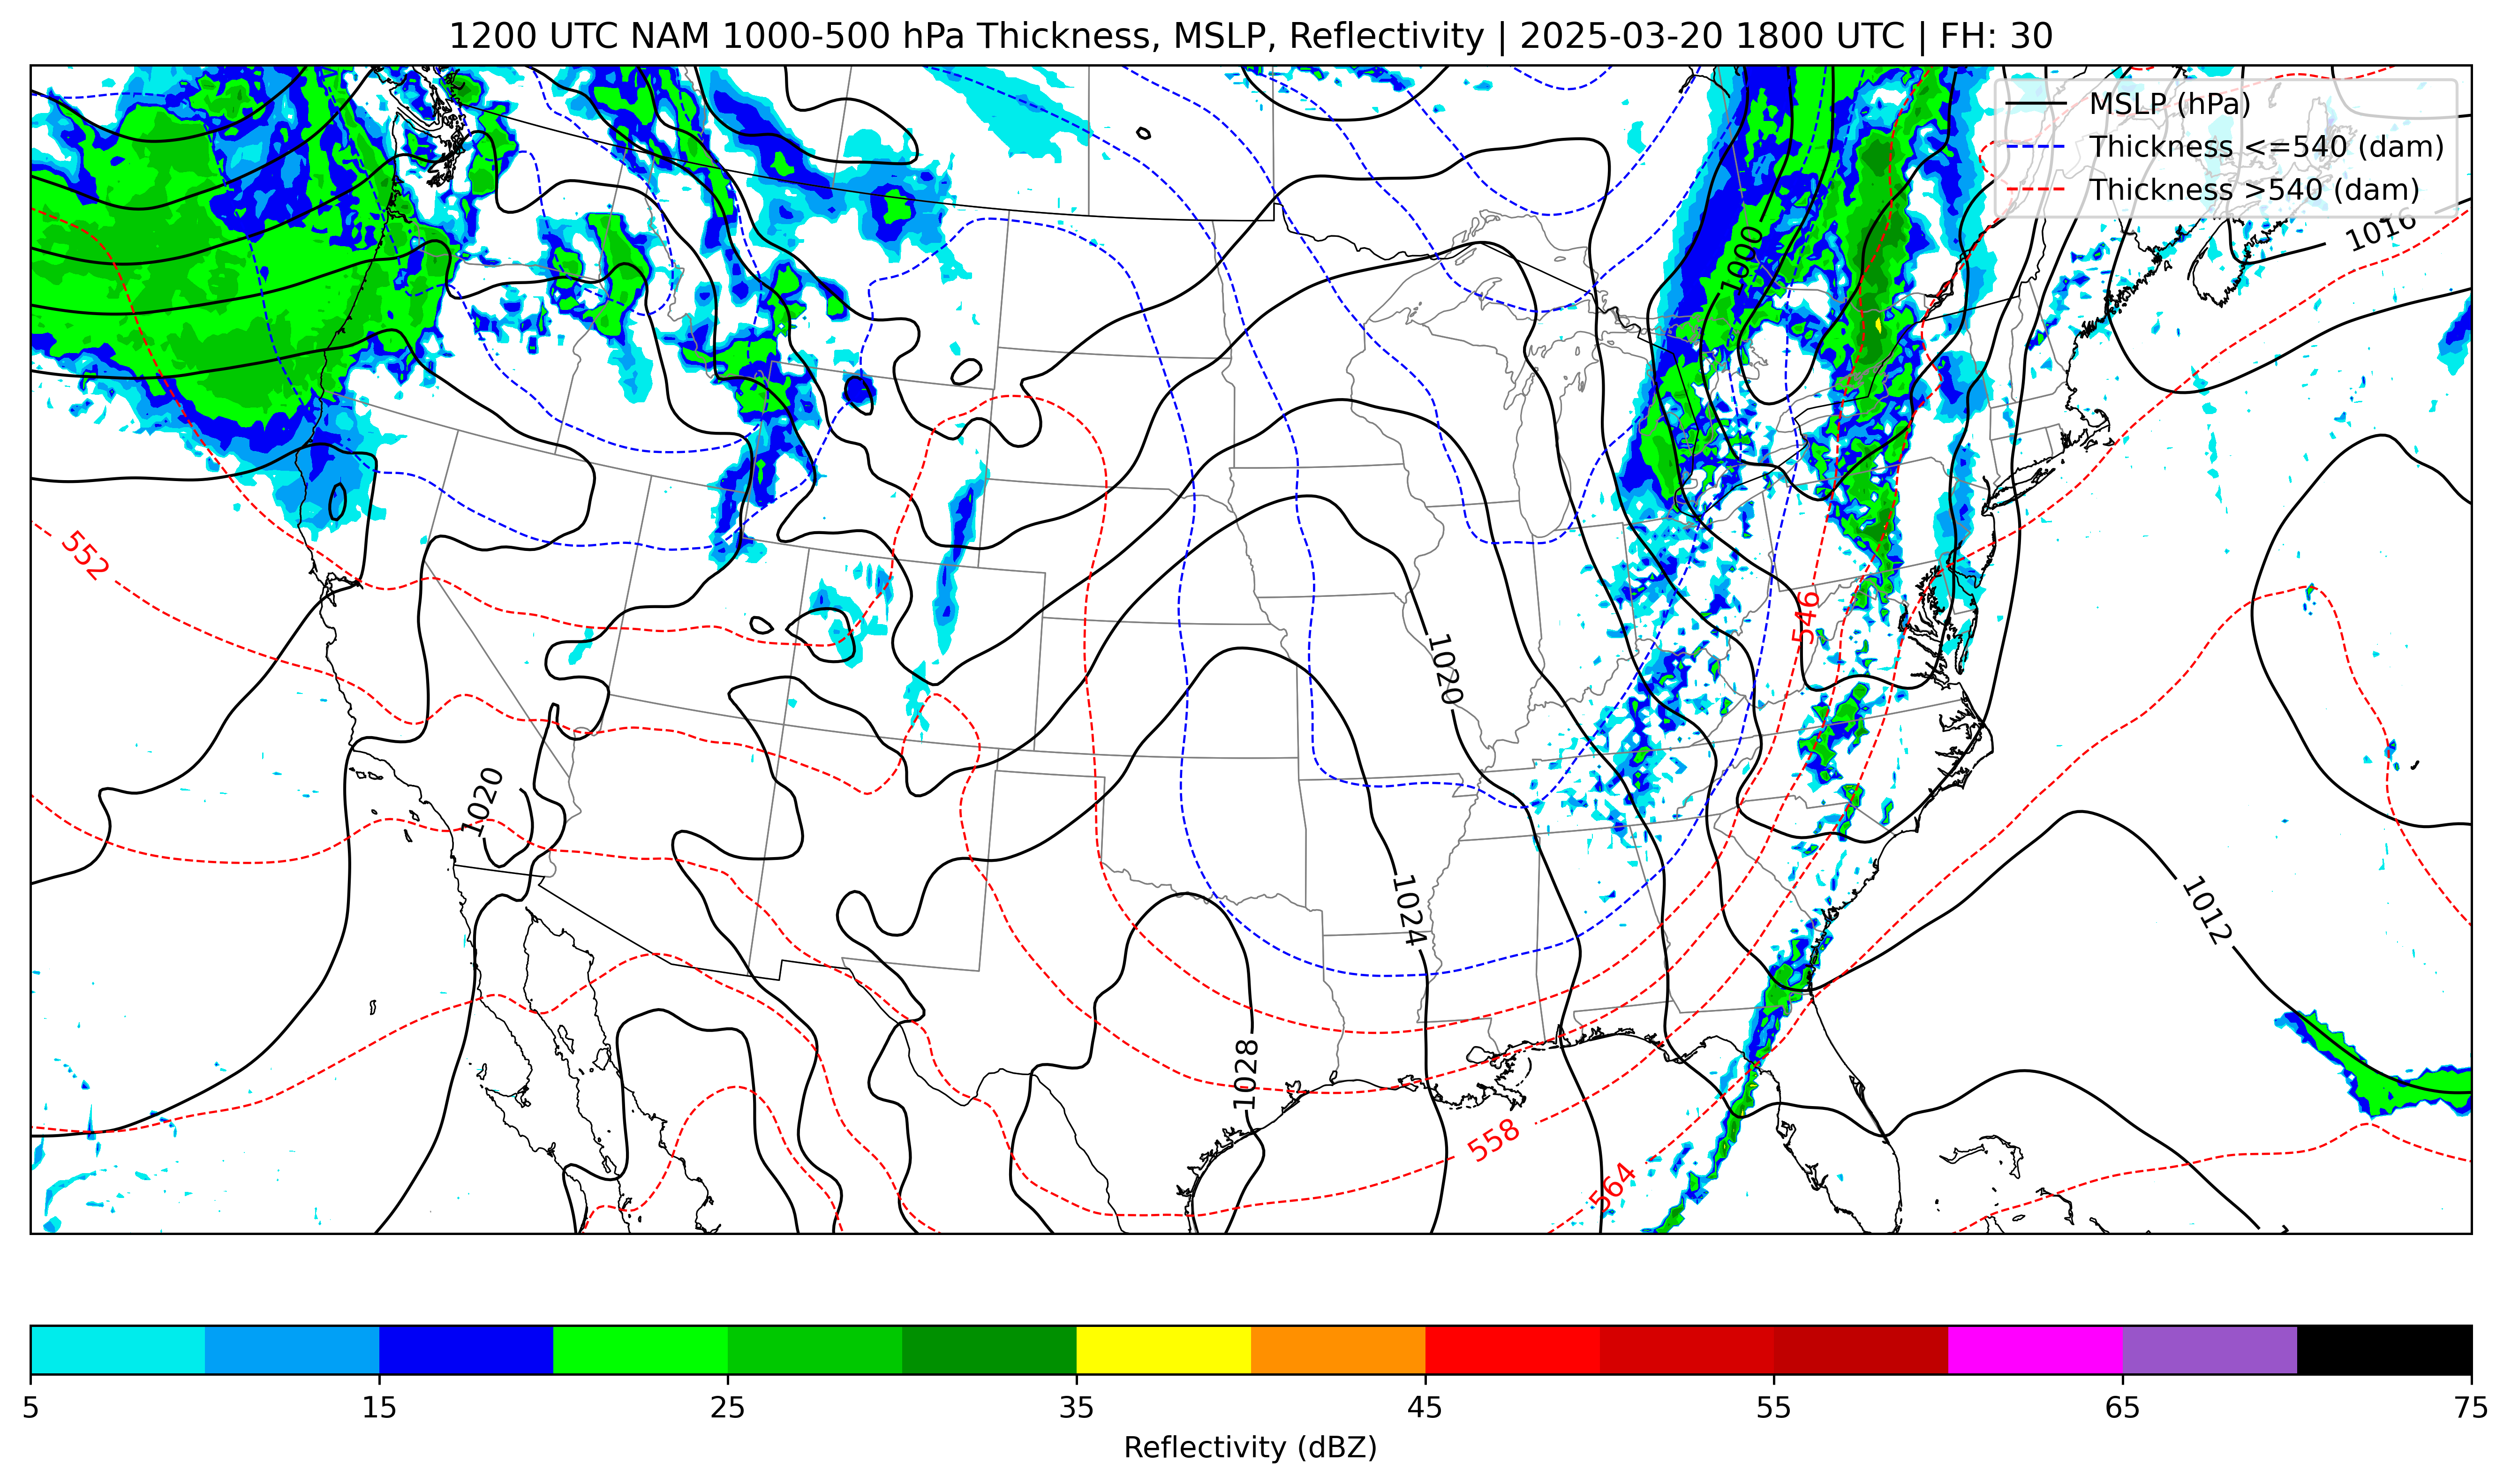 1200 UTC NAM 1000-500 hPa Thickness, MSLP, Reflectivity | 2025-03-20 1800 UTC | FH: 30
MSLP (hPa)
Thickness <=540 (dam)
Thickness >540 (dam)
1016
1000
552
546
1020
1020
1024
1012
1028
558
564
5 15 25 35 45 55 65 75
Reflectivity (dBZ)